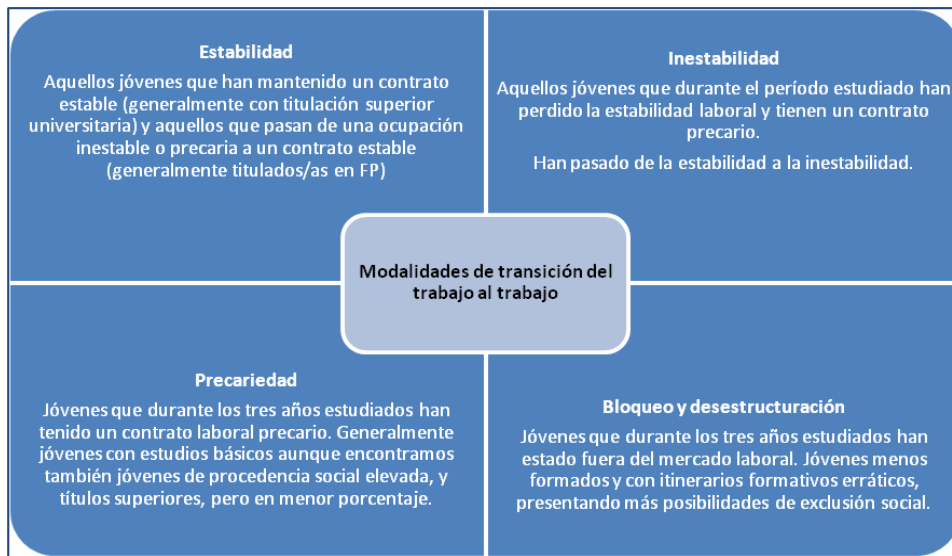 Estabilidad
Aquellos jóvenes que han mantenido un contrato
estable (generalmente con titulación superior
universitaria) y aquellos que pasan de una ocupación
inestable o precaria a un contrato estable
(generalmente titulados/as en FP)
Inestabilidad
Aquellos jóvenes que durante el período estudiado han
perdido la estabilidad laboral y tienen un contrato
precario.
Han pasado de la estabilidad a la inestabilidad.
Modalidades de transición del
trabajo al trabajo
Precariedad
Jóvenes que durante los tres años estudiados han
tenido un contrato laboral precario. Generalmente
jóvenes con estudios básicos aunque encontramos
también jóvenes de procedencia social elevada, y
títulos superiores, pero en menor porcentaje.
Bloqueo y desestructuración
Jóvenes que durante los tres años estudiados han
estado fuera del mercado laboral. Jóvenes menos
formados y con itinerarios formativos erráticos,
presentando más posibilidades de exclusión social.